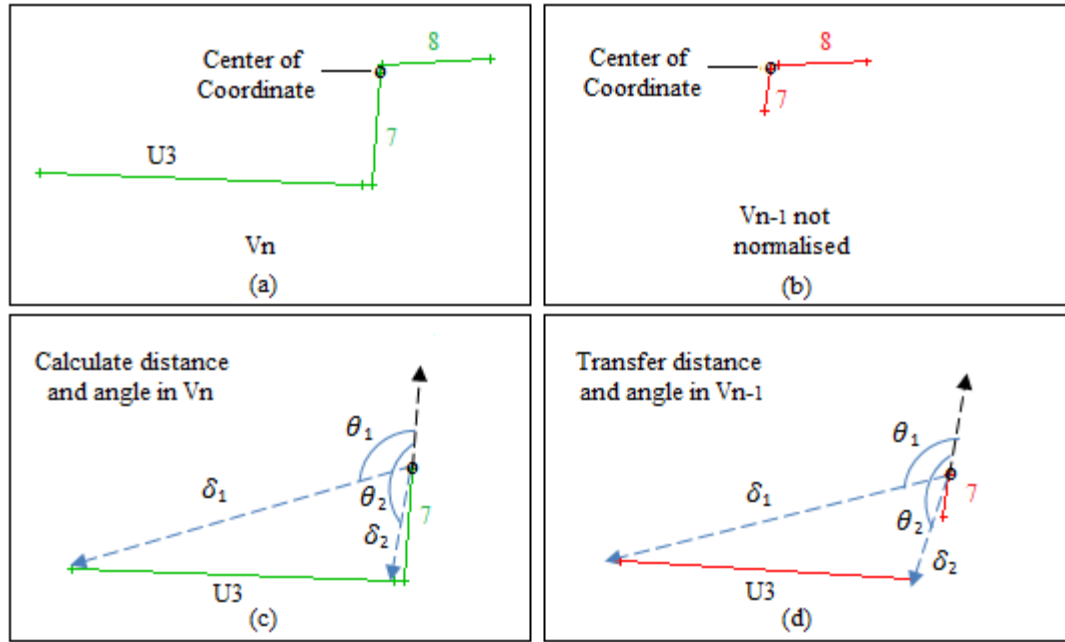 8
Center of
Coordinate
7
U3
Vn
(a)
8
Center of
Coordinate
7
Vn-1 not
normalised
(b)
Calculate distance
and angle in Vn
θ1
δ1
θ2
7
δ2
U3
(c)
Transfer distance
and angle in Vn-1
θ1
δ1
7
θ2
δ2
U3
(d)